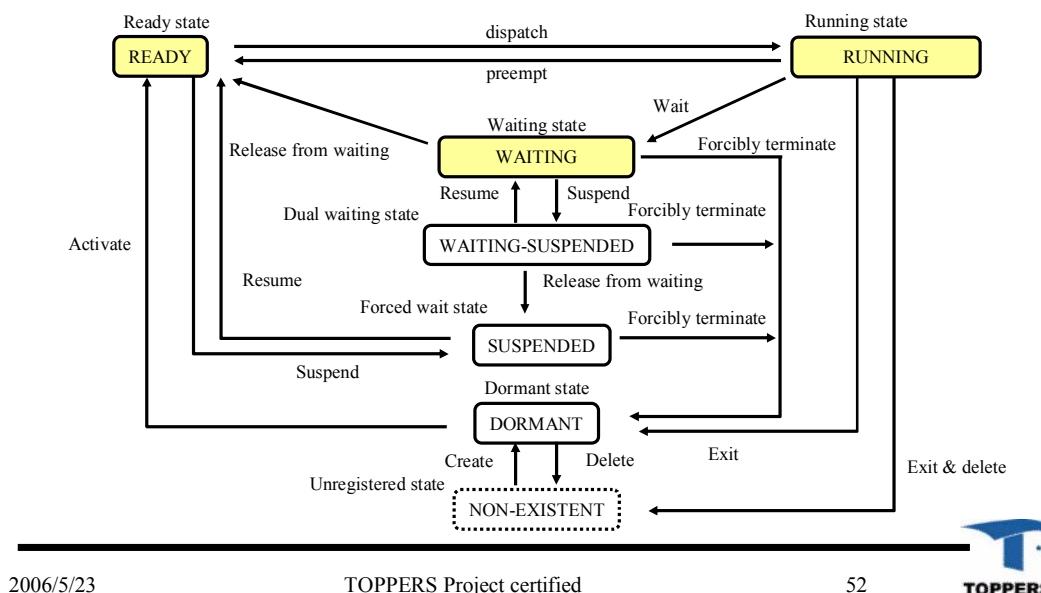 Ready state
Running state
READY
dispatch
RUNNING
preempt
Wait
Waiting state
Release from waiting
WAITING
Forcibly terminate
Resume
Suspend
Dual waiting state
Forcibly terminate
WAITING-SUSPENDED
Activate
Resume
Release from waiting
Forced wait state
Forcibly terminate
SUSPENDED
Suspend
Dormant state
DORMANT
Create
Delete
Exit
Exit & delete
Unregistered state
NON-EXISTENT
2006/5/23
TOPPERS Project certified
52
TOPPERS